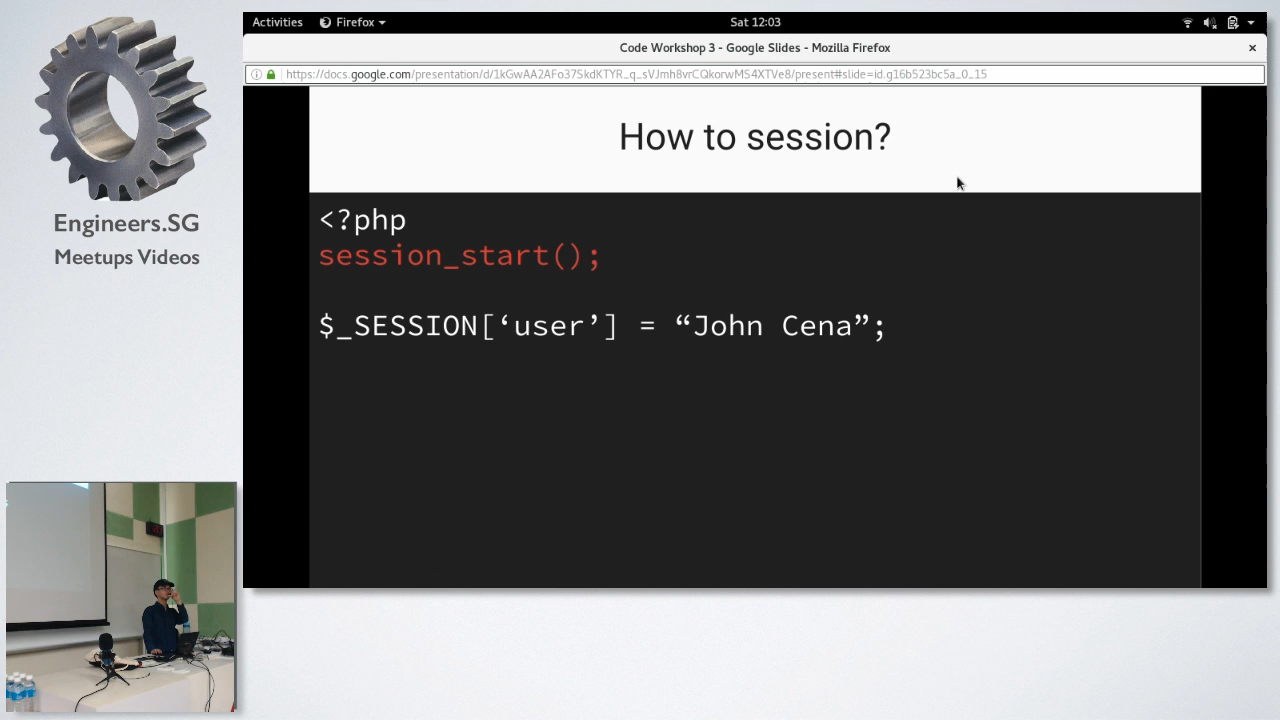 Activities
Firefox
Sat 12:03
Code Workshop 3 - Google Slides - Mozilla Firefox
https://docs.google.com/presentation/d/1kGwAA2AFo37SkdKTYR_q_sVJmh8vrCQkorwMS4XTVe8/present#slide=id.g16b523bc5a_0_15
How to session?
<?php
session_start();
$_SESSION[‘user’] = “John Cena”;
Engineers.SG
Meetups Videos